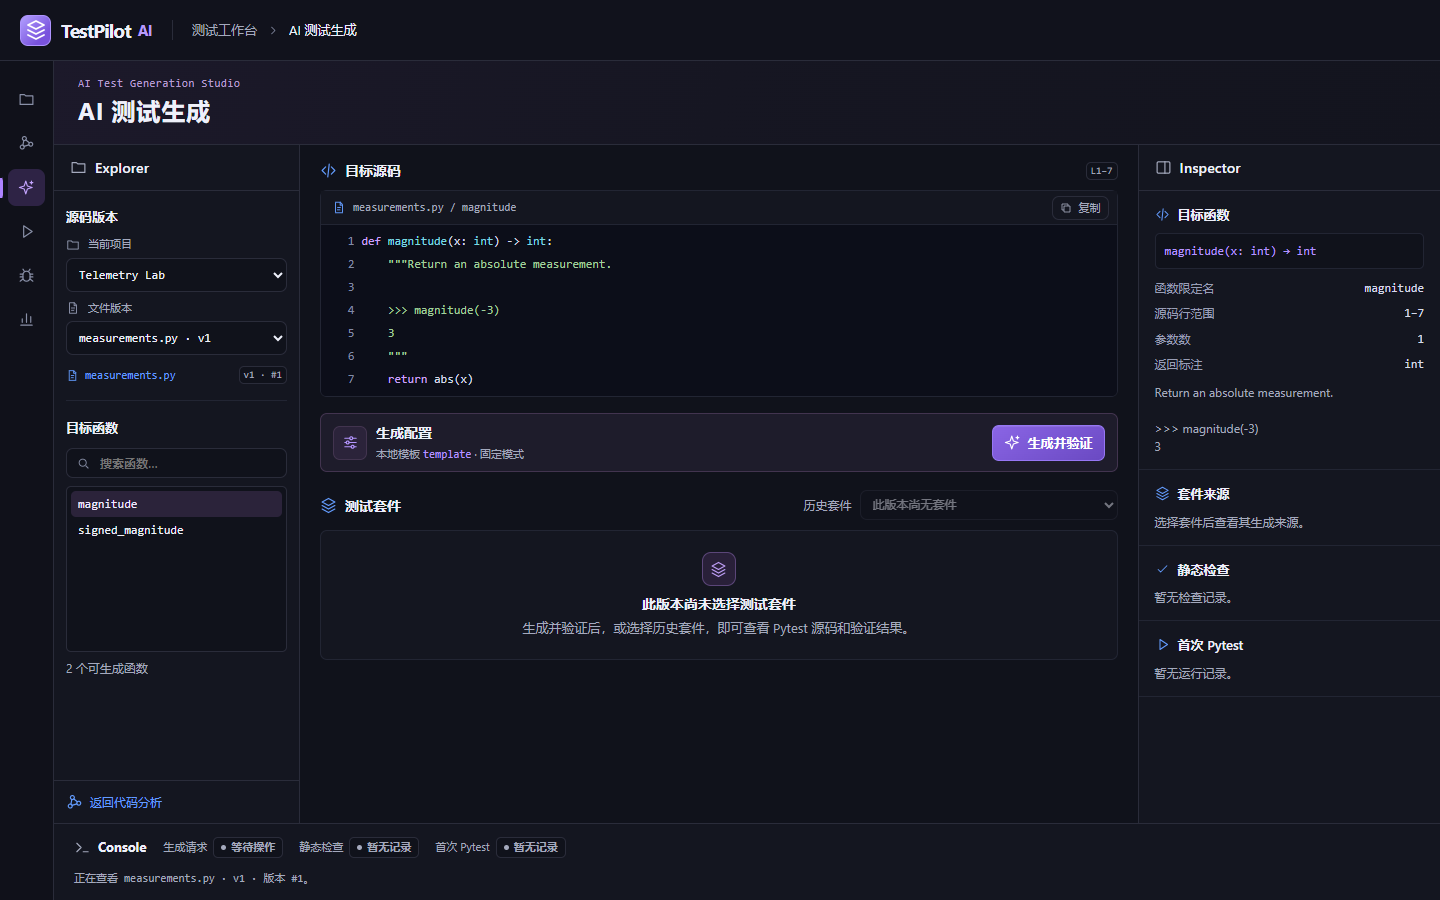 TestPilot AI
测试工作台 > AI 测试生成
AI Test Generation Studio
AI 测试生成
Explorer
源码版本
当前项目
Telemetry Lab
文件版本
measurements.py · v1
measurements.py
v1 · #1
目标函数
搜索函数...
magnitude
signed_magnitude
2 个可生成函数
返回代码分析
目标源码
L1-7
measurements.py / magnitude
复制
1 def magnitude(x: int) -> int:
2 """Return an absolute measurement.
3
4 >>> magnitude(-3)
5 3
6 """
7 return abs(x)
生成配置
本地模板 template · 固定模式
生成并验证
测试套件
历史套件
此版本尚无套件
此版本尚未选择测试套件
生成并验证后，或选择历史套件，即可查看 Pytest 源码和验证结果。
Inspector
目标函数
magnitude(x: int) → int
函数限定名 magnitude
源码行范围 1-7
参数数 1
返回标注 int
Return an absolute measurement.
>>> magnitude(-3)
3
套件来源
选择套件后查看其生成来源。
静态检查
暂无检查记录。
首次 Pytest
暂无运行记录。
Console
生成请求 • 等待操作
静态检查 • 暂无记录
首次 Pytest • 暂无记录
正在查看 measurements.py · v1 · 版本 #1。